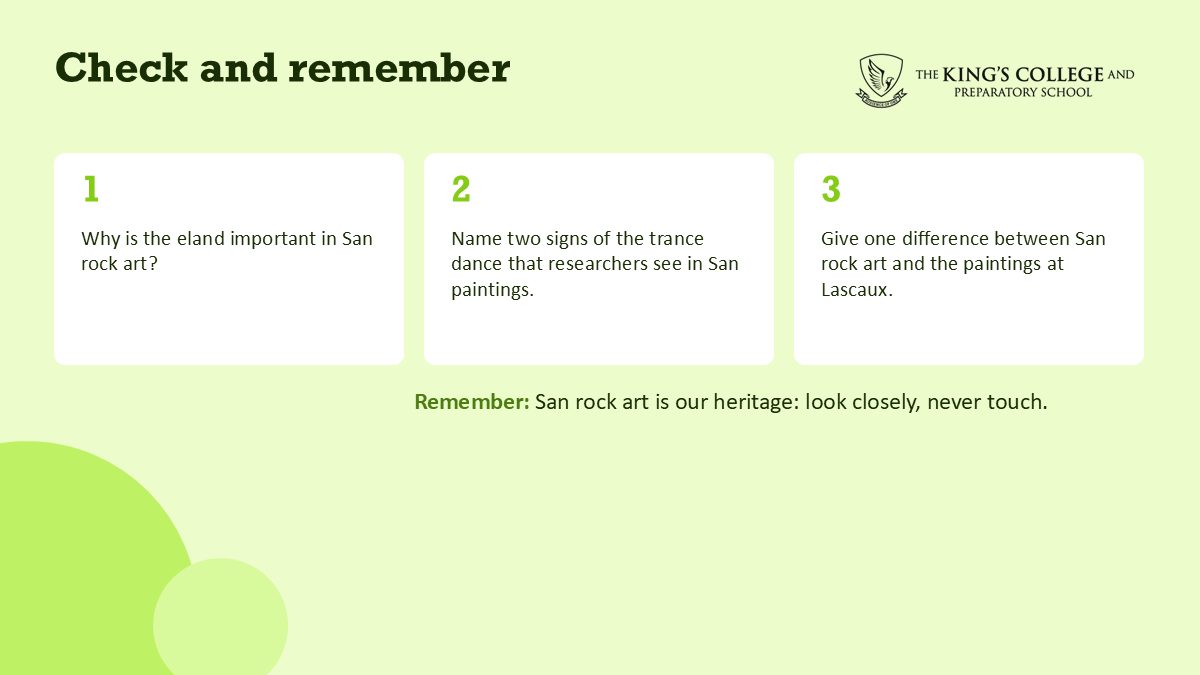 Check and remember
THE KING'S COLLEGE AND
PREPARATORY SCHOOL
1
Why is the eland important in San
rock art?
2
Name two signs of the trance
dance that researchers see in San
paintings.
3
Give one difference between San
rock art and the paintings at
Lascaux.
Remember: San rock art is our heritage: look closely, never touch.